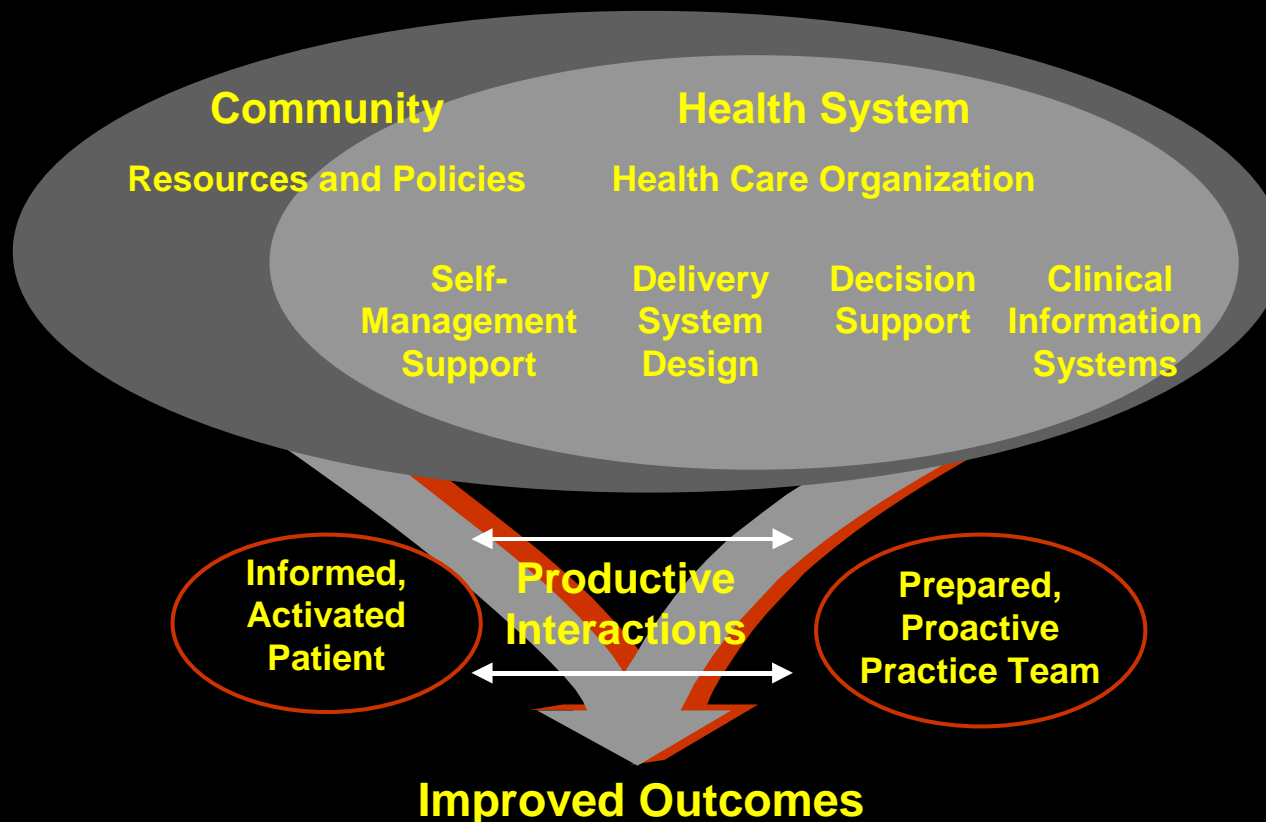 Community
Health System
Resources and Policies
Health Care Organization
Self-
Management
Support
Delivery
System
Design
Decision
Support
Clinical
Information
Systems
Informed,
Activated
Patient
Productive
Interactions
Prepared,
Proactive
Practice Team
Improved Outcomes